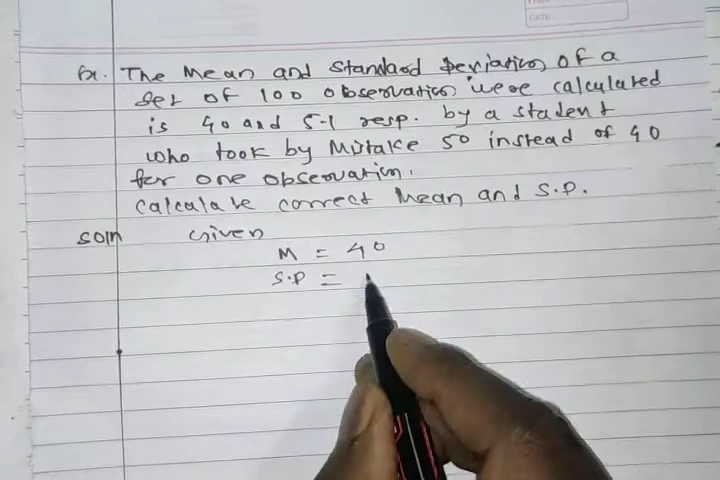 DATE:
Ex. The Mean and Standard Deviation of a
set of 100 observation were calculated
is 40 and 5.1 resp. by a student
who took by Mistake 50 instead of 40
for one observation.
calculate correct Mean and S.D.
Soln Given
M = 40
S.D =